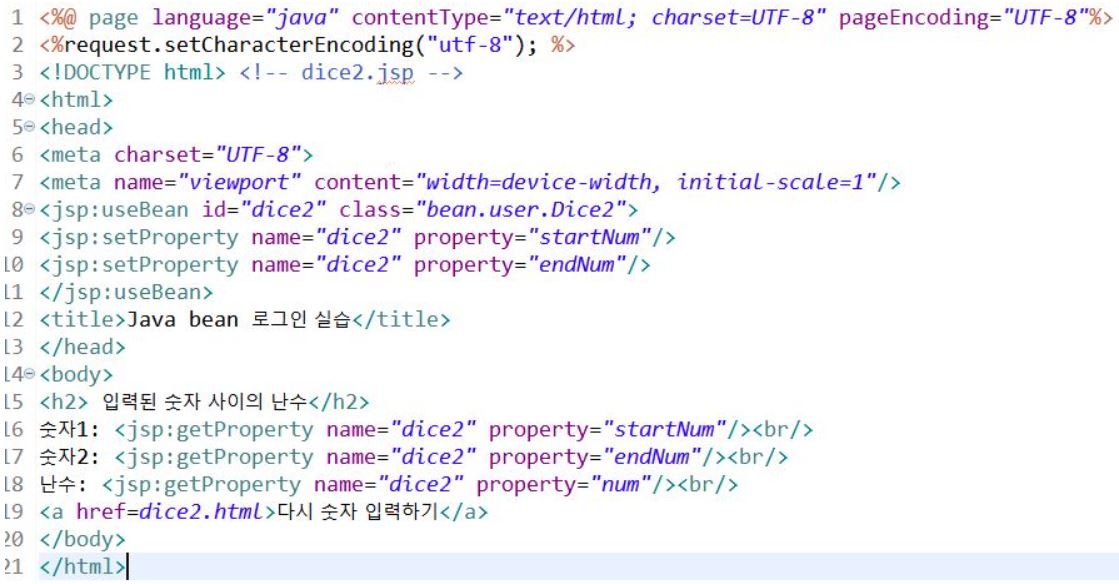 1 <%@ page language="java" contentType="text/html; charset=UTF-8" pageEncoding="UTF-8"%>
2 <%request.setCharacterEncoding("utf-8"); %>
3 <!DOCTYPE html> <!-- dice2.jsp -->
4 <html>
5 <head>
6 <meta charset="UTF-8">
7 <meta name="viewport" content="width=device-width, initial-scale=1"/>
8 <jsp:useBean id="dice2" class="bean.user.Dice2">
9 <jsp:setProperty name="dice2" property="startNum"/>
10 <jsp:setProperty name="dice2" property="endNum"/>
11 </jsp:useBean>
12 <title>Java bean 로그인 실습</title>
13 </head>
14 <body>
15 <h2> 입력된 숫자 사이의 난수</h2>
16 숫자1: <jsp:getProperty name="dice2" property="startNum"/><br/>
17 숫자2: <jsp:getProperty name="dice2" property="endNum"/><br/>
18 난수: <jsp:getProperty name="dice2" property="num"/><br/>
19 <a href=dice2.html>다시 숫자 입력하기</a>
20 </body>
21 </html>